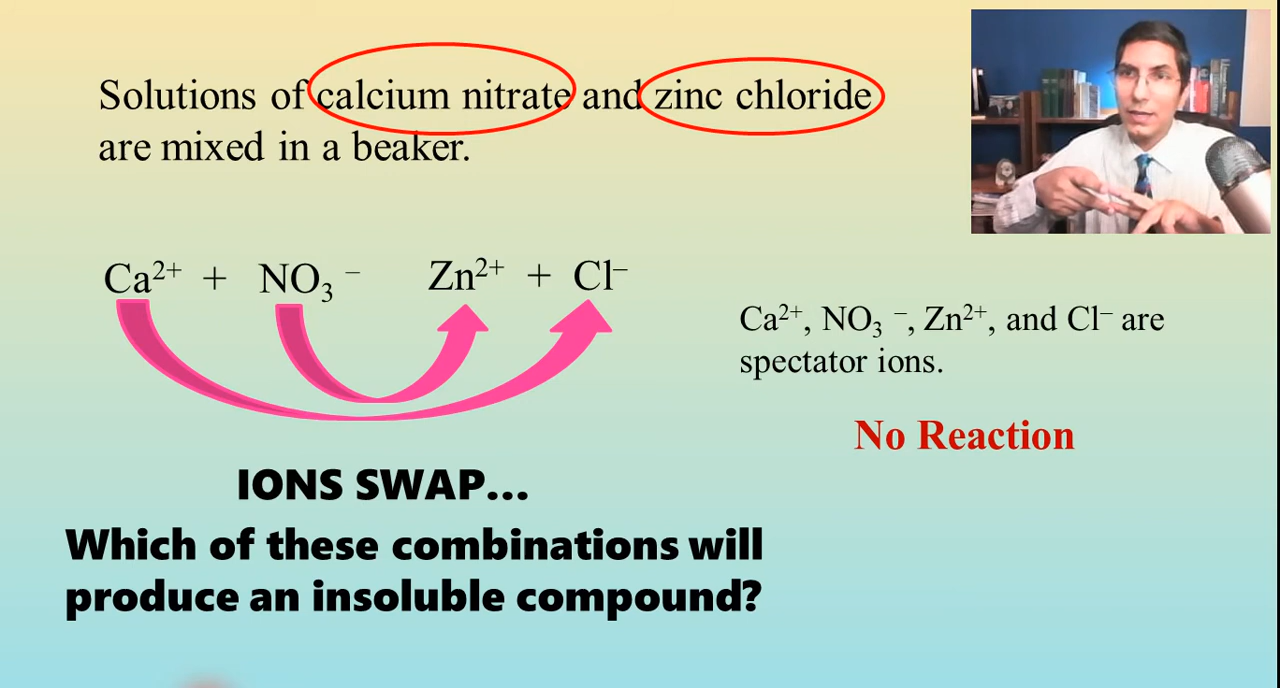 Solutions of calcium nitrate and zinc chloride
are mixed in a beaker.
Ca²⁺ + NO₃⁻ Zn²⁺ + Cl⁻
Ca²⁺, NO₃⁻, Zn²⁺, and Cl⁻ are
spectator ions.
No Reaction
IONS SWAP...
Which of these combinations will
produce an insoluble compound?